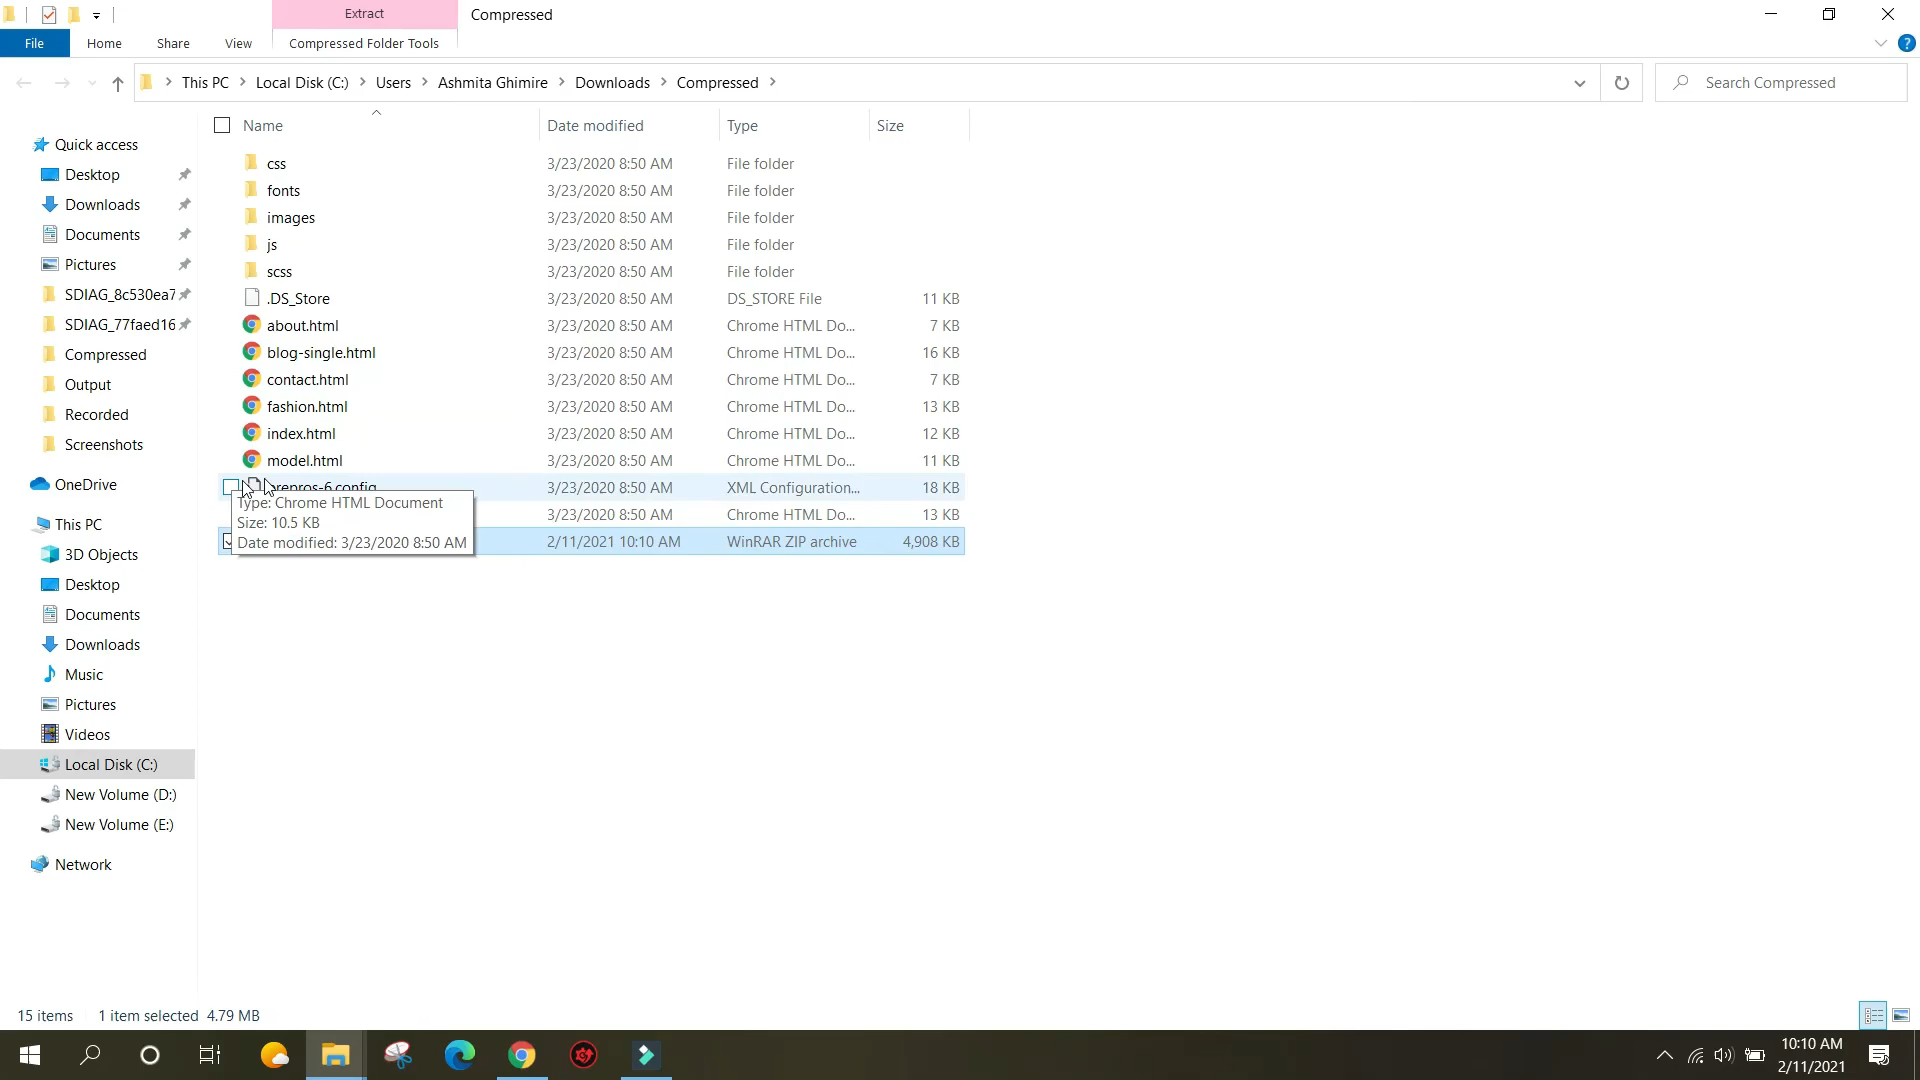 Extract
Compressed
File
Home
Share
View
Compressed Folder Tools
This PC
Local Disk (C:)
Users
Ashmita Ghimire
Downloads
Compressed
Search Compressed
Name
Date modified
Type
Size
Quick access
Desktop
Downloads
Documents
Pictures
SDIAG_8c530ea7
SDIAG_77faed16
Compressed
Output
Recorded
Screenshots
OneDrive
This PC
3D Objects
Desktop
Documents
Downloads
Music
Pictures
Videos
Local Disk (C:)
New Volume (D:)
New Volume (E:)
Network
css 3/23/2020 8:50 AM File folder
fonts 3/23/2020 8:50 AM File folder
images 3/23/2020 8:50 AM File folder
js 3/23/2020 8:50 AM File folder
scss 3/23/2020 8:50 AM File folder
.DS_Store 3/23/2020 8:50 AM DS_STORE File 11 KB
about.html 3/23/2020 8:50 AM Chrome HTML Do... 7 KB
blog-single.html 3/23/2020 8:50 AM Chrome HTML Do... 16 KB
contact.html 3/23/2020 8:50 AM Chrome HTML Do... 7 KB
fashion.html 3/23/2020 8:50 AM Chrome HTML Do... 13 KB
index.html 3/23/2020 8:50 AM Chrome HTML Do... 12 KB
model.html 3/23/2020 8:50 AM Chrome HTML Do... 11 KB
prepros-6.config 3/23/2020 8:50 AM XML Configuration... 18 KB
3/23/2020 8:50 AM Chrome HTML Do... 13 KB
2/11/2021 10:10 AM WinRAR ZIP archive 4,908 KB
Type: Chrome HTML Document
Size: 10.5 KB
Date modified: 3/23/2020 8:50 AM
15 items
1 item selected 4.79 MB
10:10 AM
2/11/2021